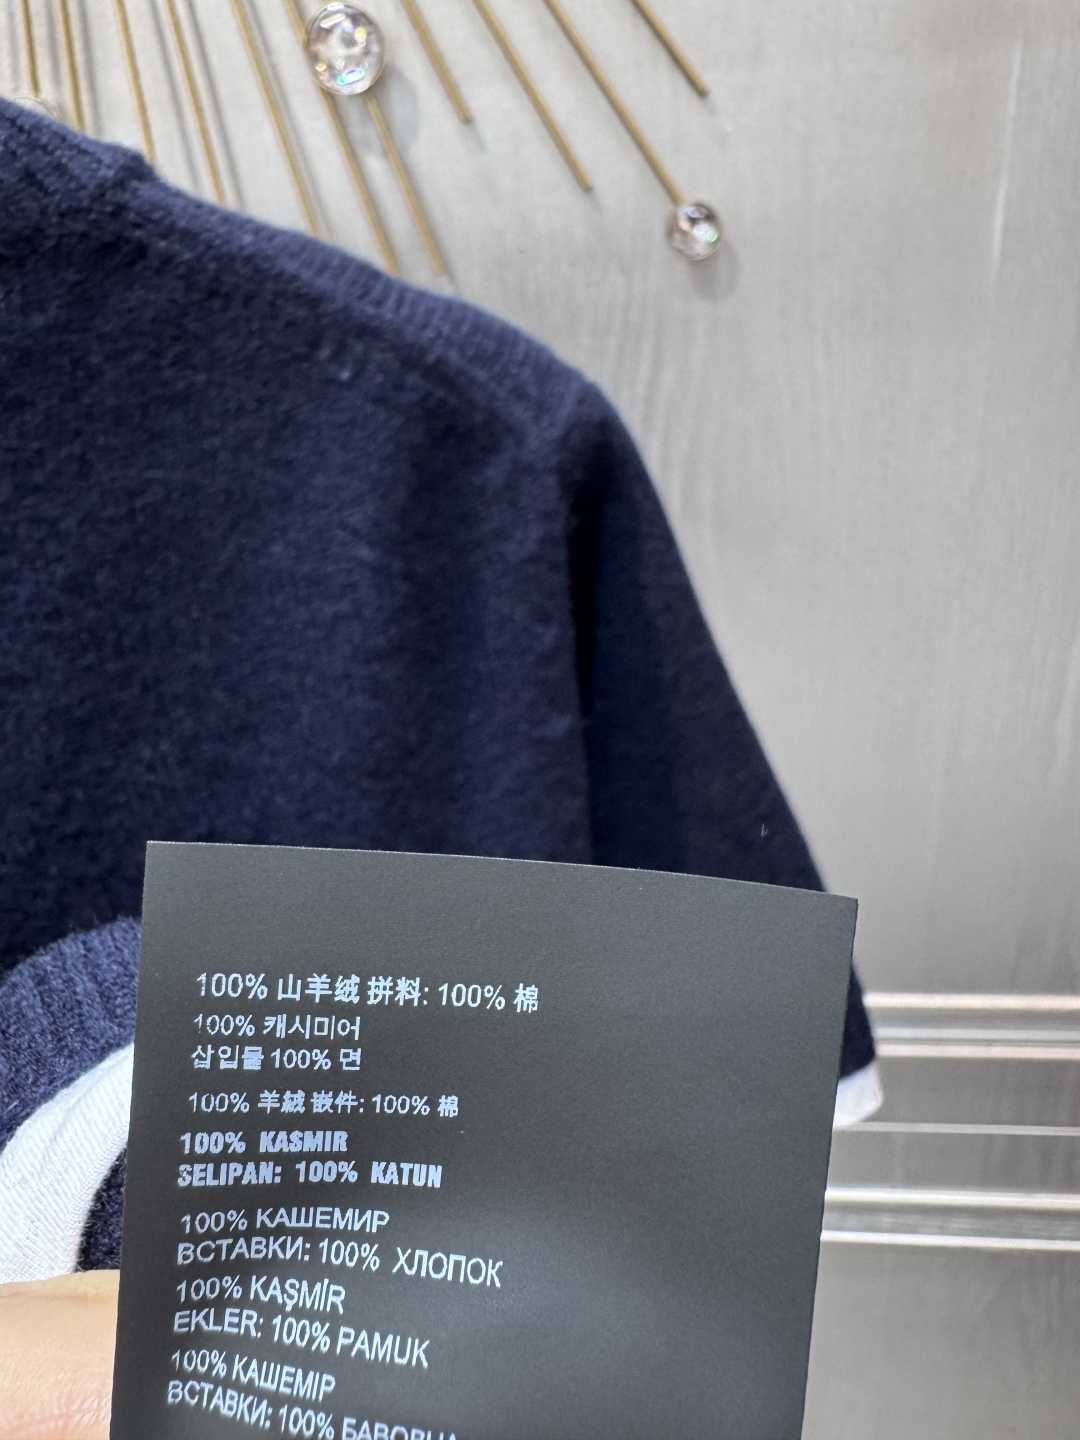 100% 山羊绒 拼料: 100% 棉
100% 캐시미어
삽입물 100% 면
100% 羊絨 嵌件: 100% 棉
100% KASMIR
SELIPAN: 100% KATUN
100% КАШЕМИР
ВСТАВКИ: 100% ХЛОПОК
100% KAŞMİR
EKLER: 100% PAMUK
100% КАШЕМІР
ВСТАВКИ: 100%